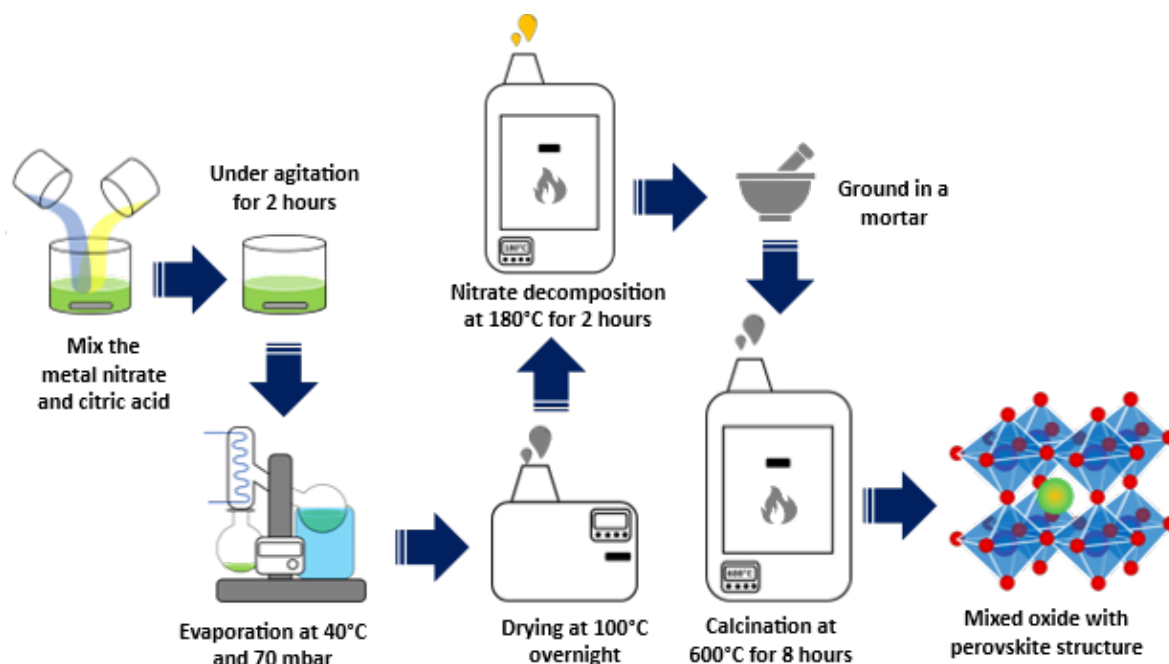 Mix the
metal nitrate
and citric acid
Under agitation
for 2 hours
Evaporation at 40°C
and 70 mbar
Drying at 100°C
overnight
180°C
Nitrate decomposition
at 180°C for 2 hours
Ground in a
mortar
600°C
Calcination at
600°C for 8 hours
Mixed oxide with
perovskite structure